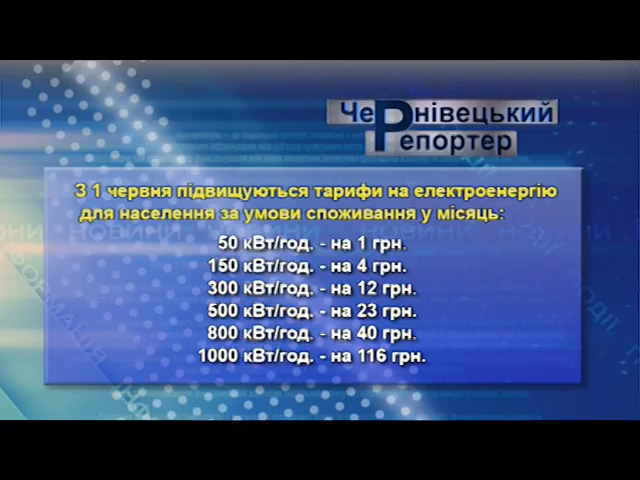 Чернівецький
Репортер
З 1 червня підвищуються тарифи на електроенергію
для населення за умови споживання у місяць:
50 кВт/год. - на 1 грн.
150 кВт/год. - на 4 грн.
300 кВт/год. - на 12 грн.
500 кВт/год. - на 23 грн.
800 кВт/год. - на 40 грн.
1000 кВт/год. - на 116 грн.